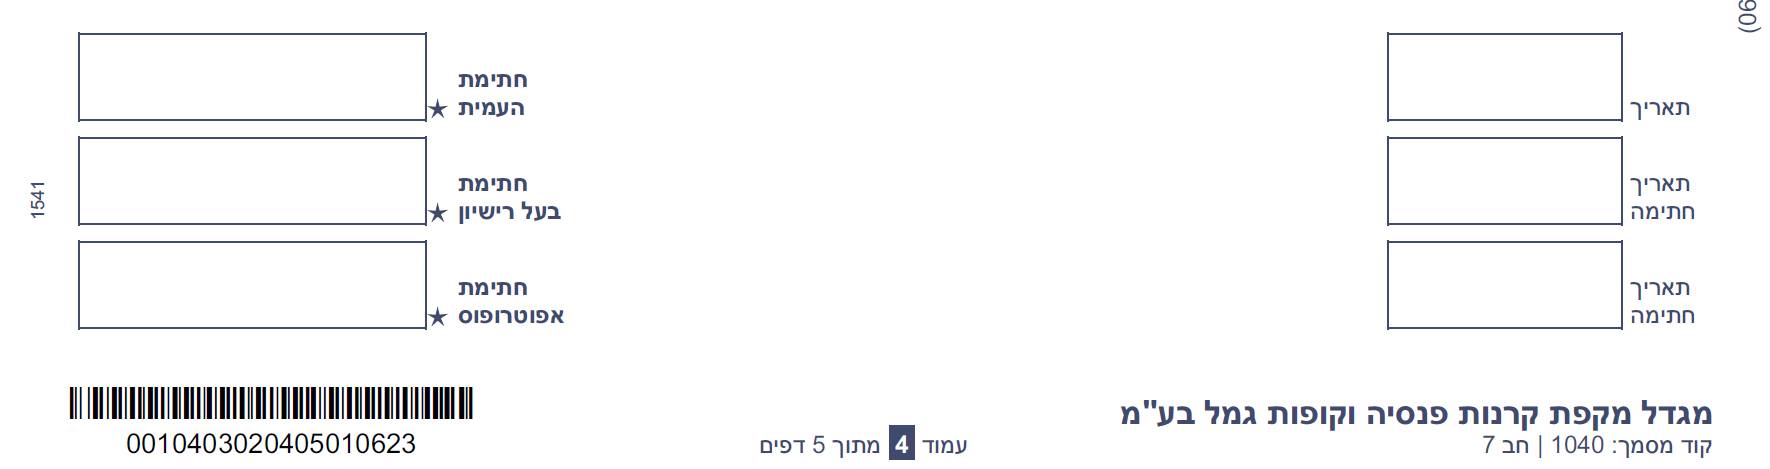 06)
תאריך
חתימת
העמית
★
תאריך
חתימה
חתימת
בעל רישיון
★
תאריך
חתימה
חתימת
אפוטרופוס
★
1541
מגדל מקפת קרנות פנסיה וקופות גמל בע"מ
קוד מסמך: 1040 | חב 7
עמוד 4 מתוך 5 דפים
0010403020405010623